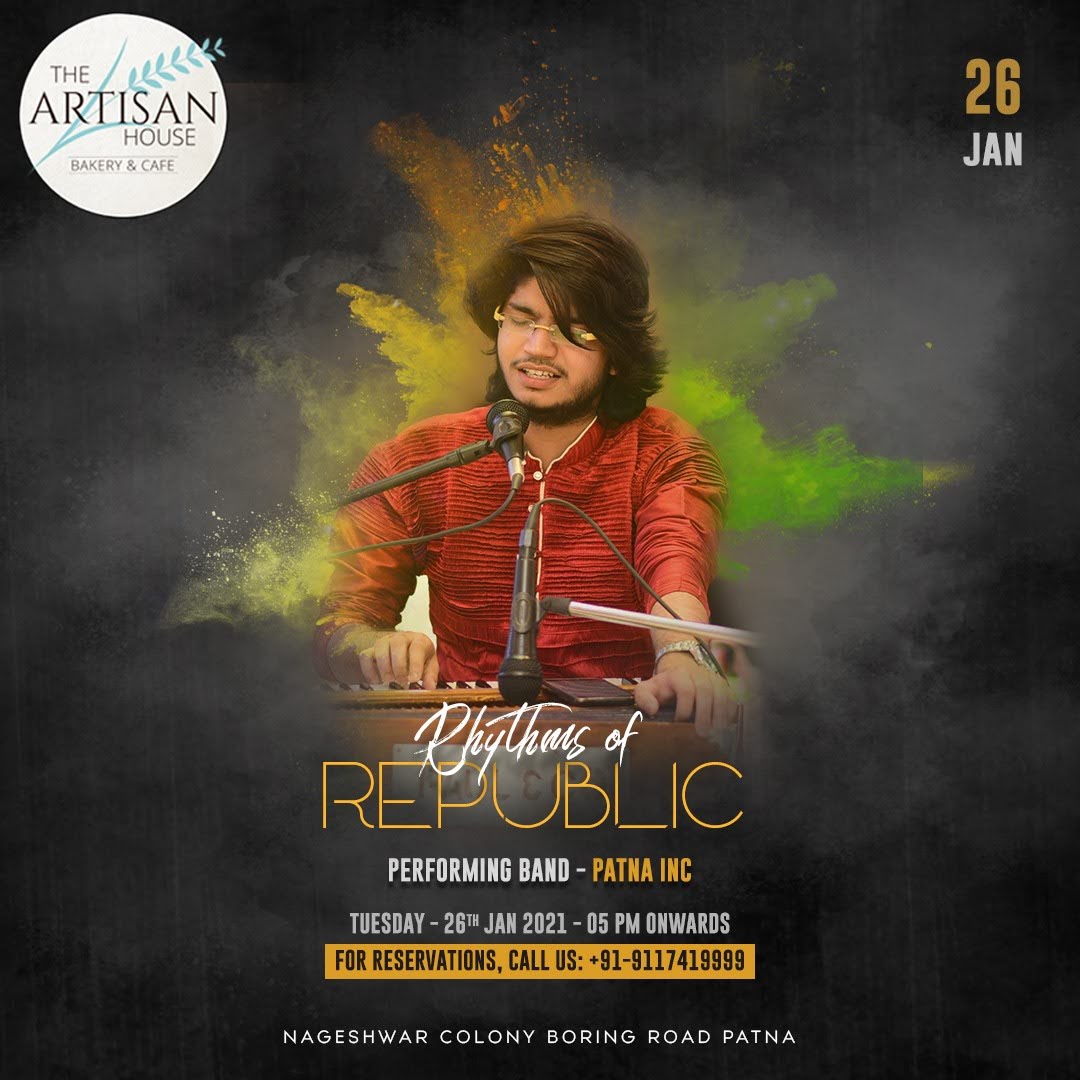 THE
ARTISAN
HOUSE
BAKERY & CAFE
26
JAN
Rhythms of
REPUBLIC
PERFORMING BAND - PATNA INC
TUESDAY - 26TH JAN 2021 - 05 PM ONWARDS
FOR RESERVATIONS, CALL US: +91-9117419999
NAGESHWAR COLONY BORING ROAD PATNA